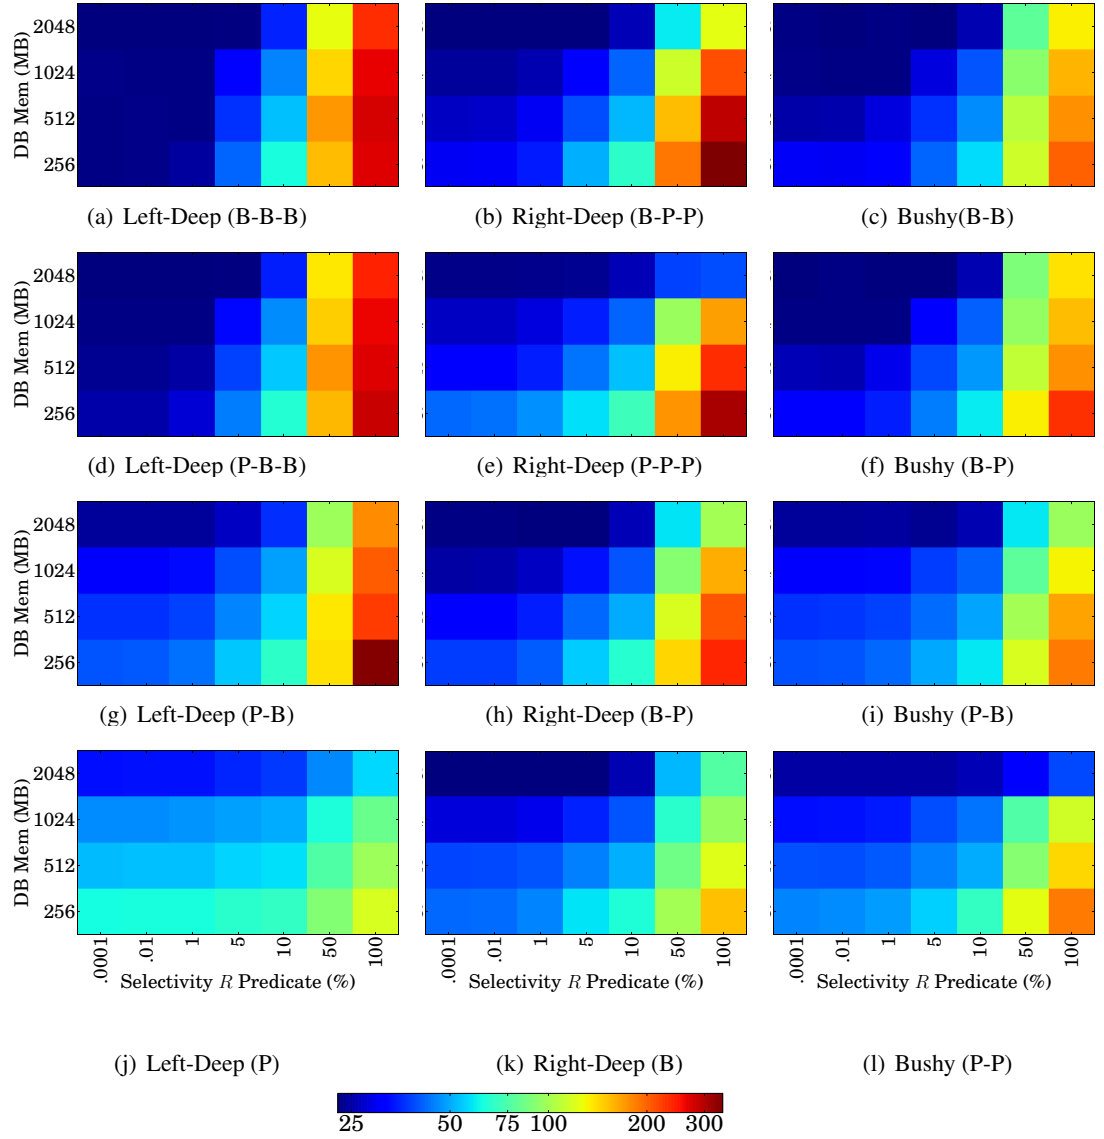 DB Mem (MB)
2048
1024
512
256
(a) Left-Deep (B-B-B)
(b) Right-Deep (B-P-P)
(c) Bushy(B-B)
DB Mem (MB)
2048
1024
512
256
(d) Left-Deep (P-B-B)
(e) Right-Deep (P-P-P)
(f) Bushy (B-P)
DB Mem (MB)
2048
1024
512
256
(g) Left-Deep (P-B)
(h) Right-Deep (B-P)
(i) Bushy (P-B)
DB Mem (MB)
2048
1024
512
256
.0001 .01 1 5 10 50 100
.0001 .01 1 5 10 50 100
.0001 .01 1 5 10 50 100
Selectivity R Predicate (%)
Selectivity R Predicate (%)
Selectivity R Predicate (%)
(j) Left-Deep (P)
(k) Right-Deep (B)
(l) Bushy (P-P)
25 50 75 100 200 300